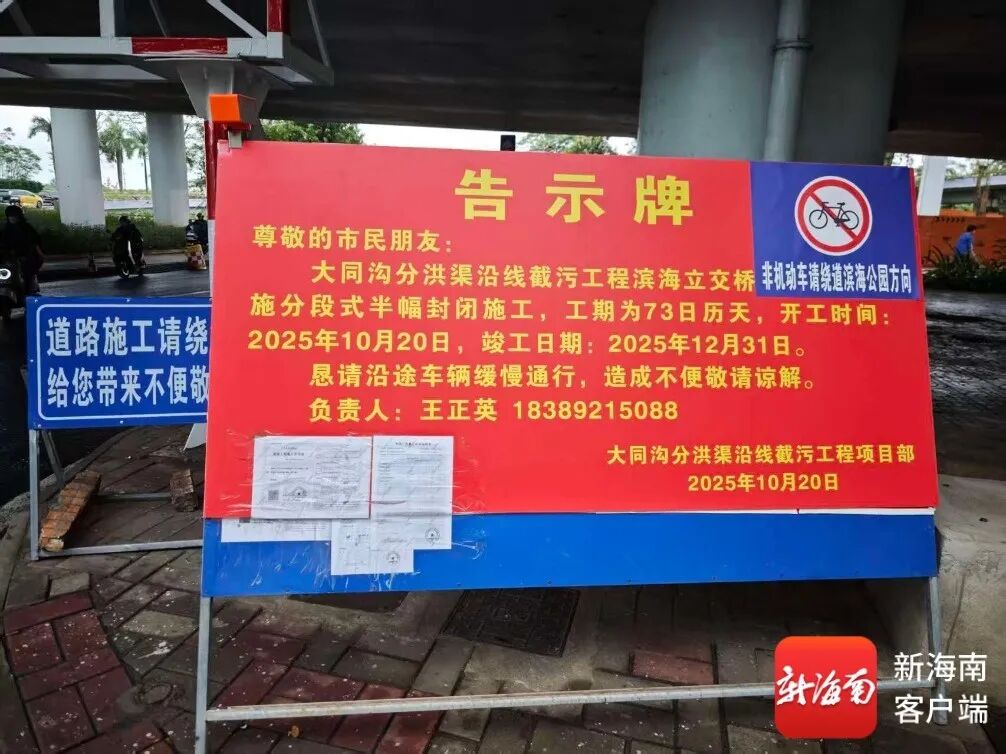 告示牌
尊敬的市民朋友：
大同沟分洪渠沿线截污工程滨海立交桥
施分段式半幅封闭施工，工期为73日历天，开工时间：
2025年10月20日，竣工日期：2025年12月31日。
恳请沿途车辆缓慢通行，造成不便敬请谅解。
负责人：王正英 18389215088
大同沟分洪渠沿线截污工程项目部
2025年10月20日
非机动车请绕道滨海公园方向
道路施工请绕
给您带来不便敬
新海南
新海南
客户端